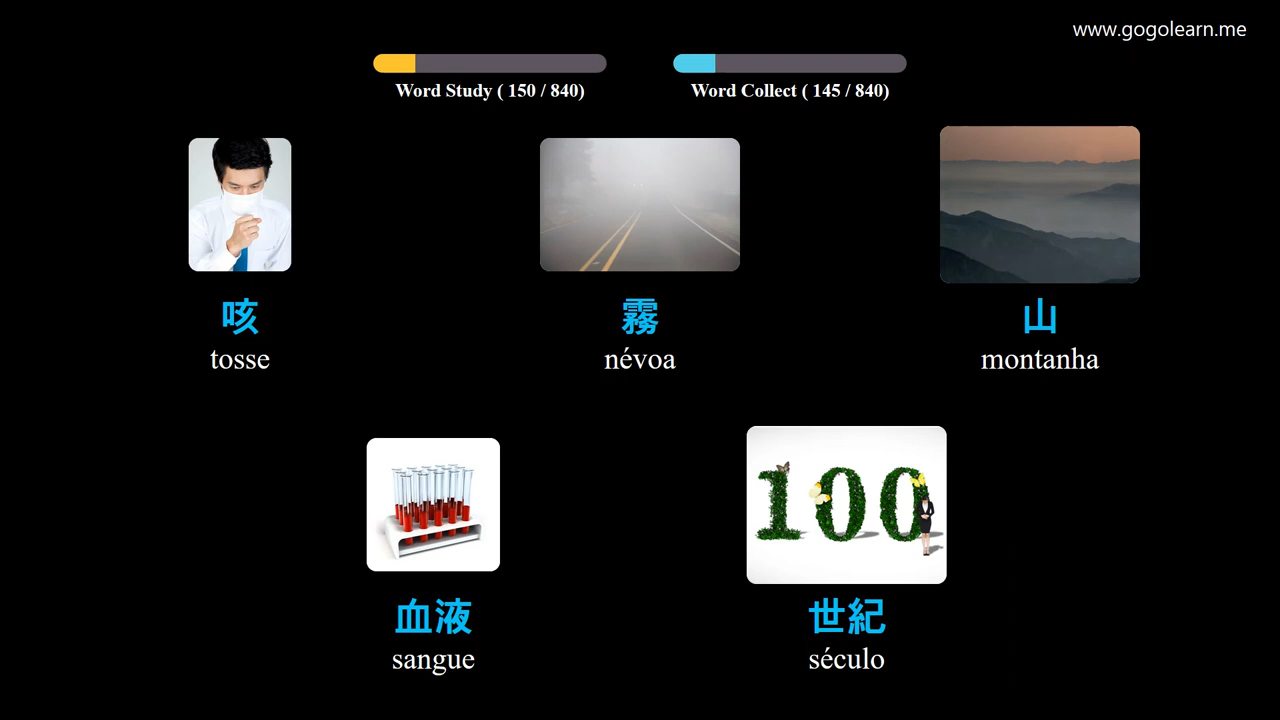 www.gogolearn.me
Word Study ( 150 / 840)
Word Collect ( 145 / 840)
咳
霧
山
tosse
névoa
montanha
100
血液
世紀
sangue
século